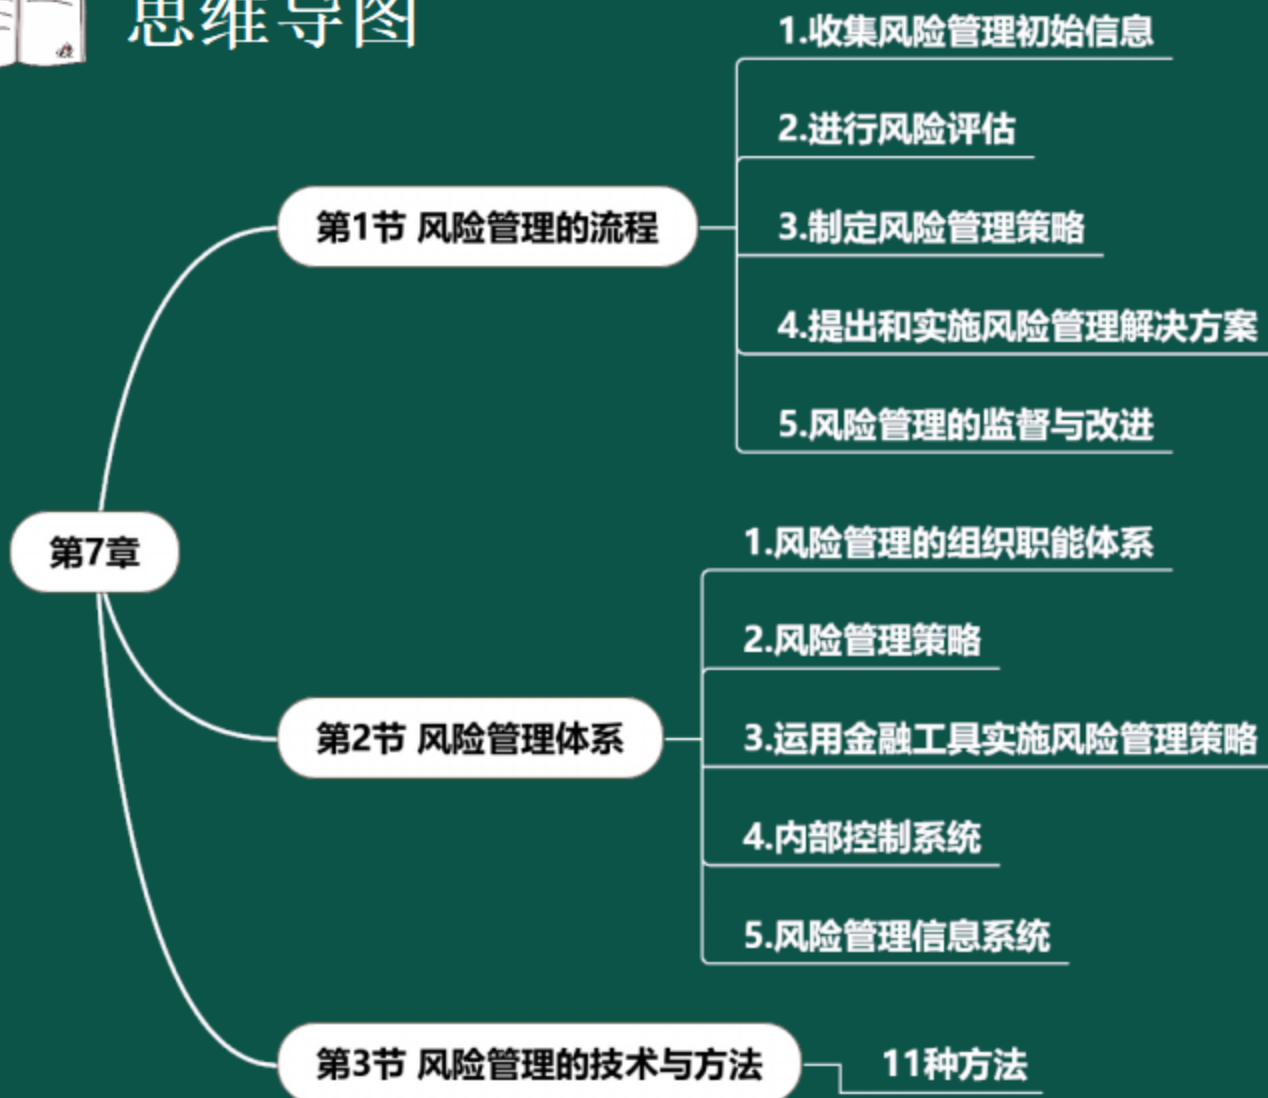 思维导图
1.收集风险管理初始信息
2.进行风险评估
第1节 风险管理的流程
3.制定风险管理策略
4.提出和实施风险管理解决方案
5.风险管理的监督与改进
第7章
1.风险管理的组织职能体系
2.风险管理策略
第2节 风险管理体系
3.运用金融工具实施风险管理策略
4.内部控制系统
5.风险管理信息系统
第3节 风险管理的技术与方法
11种方法